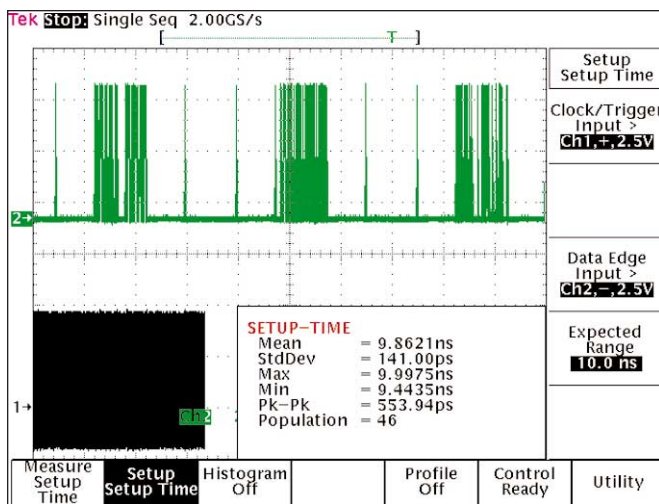 Tek Stop: Single Seq 2.00GS/s
[ T ]
Setup
Setup Time
Clock/Trigger
Input >
Ch1,+,2.5V
2→
Data Edge
Input >
Ch2,−,2.5V
Expected
Range
10.0 ns
SETUP−TIME
Mean = 9.8621ns
StdDev = 141.00ps
Max = 9.9975ns
Min = 9.4435ns
Pk−Pk = 553.94ps
Population = 46
1→
Ch2
Measure
Setup
Time
Setup
Setup Time
Histogram
Off
Profile
Off
Control
Ready
Utility